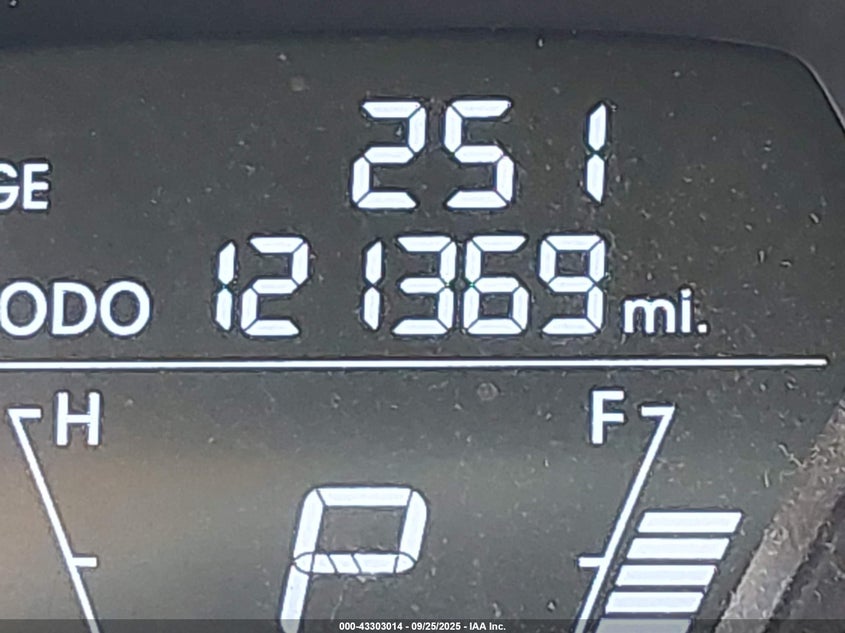 GE 251
ODO 121369 mi.
H F
P
000-43303014 - 09/25/2025 - IAA Inc.